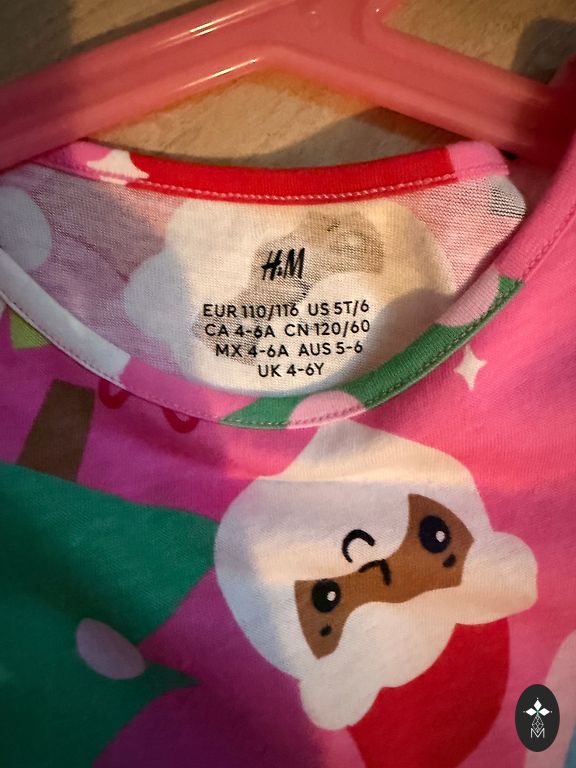 H&M
EUR 110/116 US 5T/6
CA 4-6A CN 120/60
MX 4-6A AUS 5-6
UK 4-6Y
M